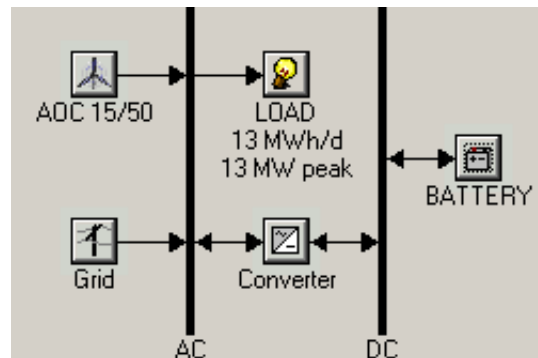 AOC 15/50
LOAD
13 MWh/d
13 MW peak
BATTERY
Grid
Converter
AC
DC